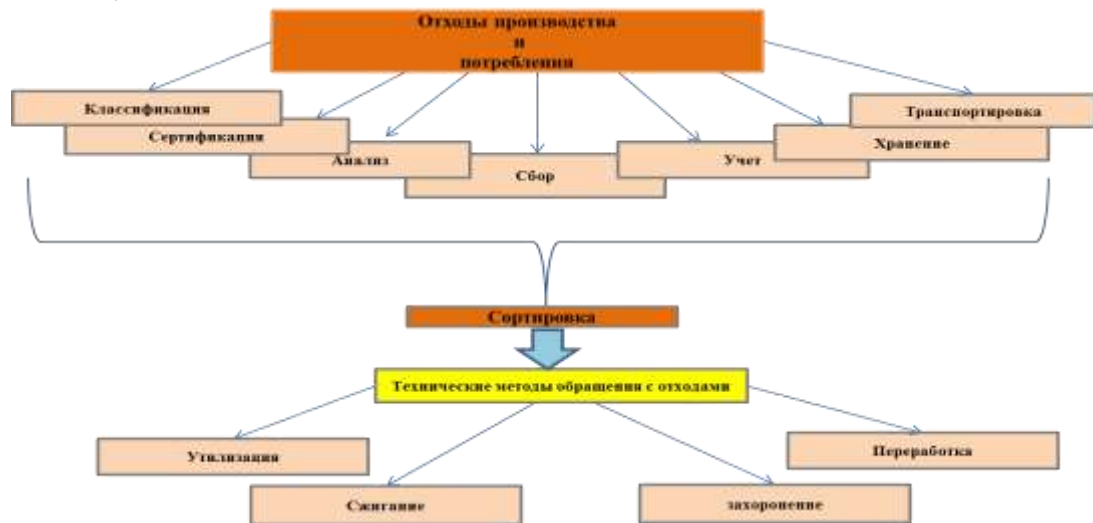 Отходы производства
и
потребления
Классификация
Сертификация
Анализ
Сбор
Учет
Хранение
Транспортировка
Сортировка
Технические методы обращения с отходами
Утилизация
Сжигание
захоронение
Переработка